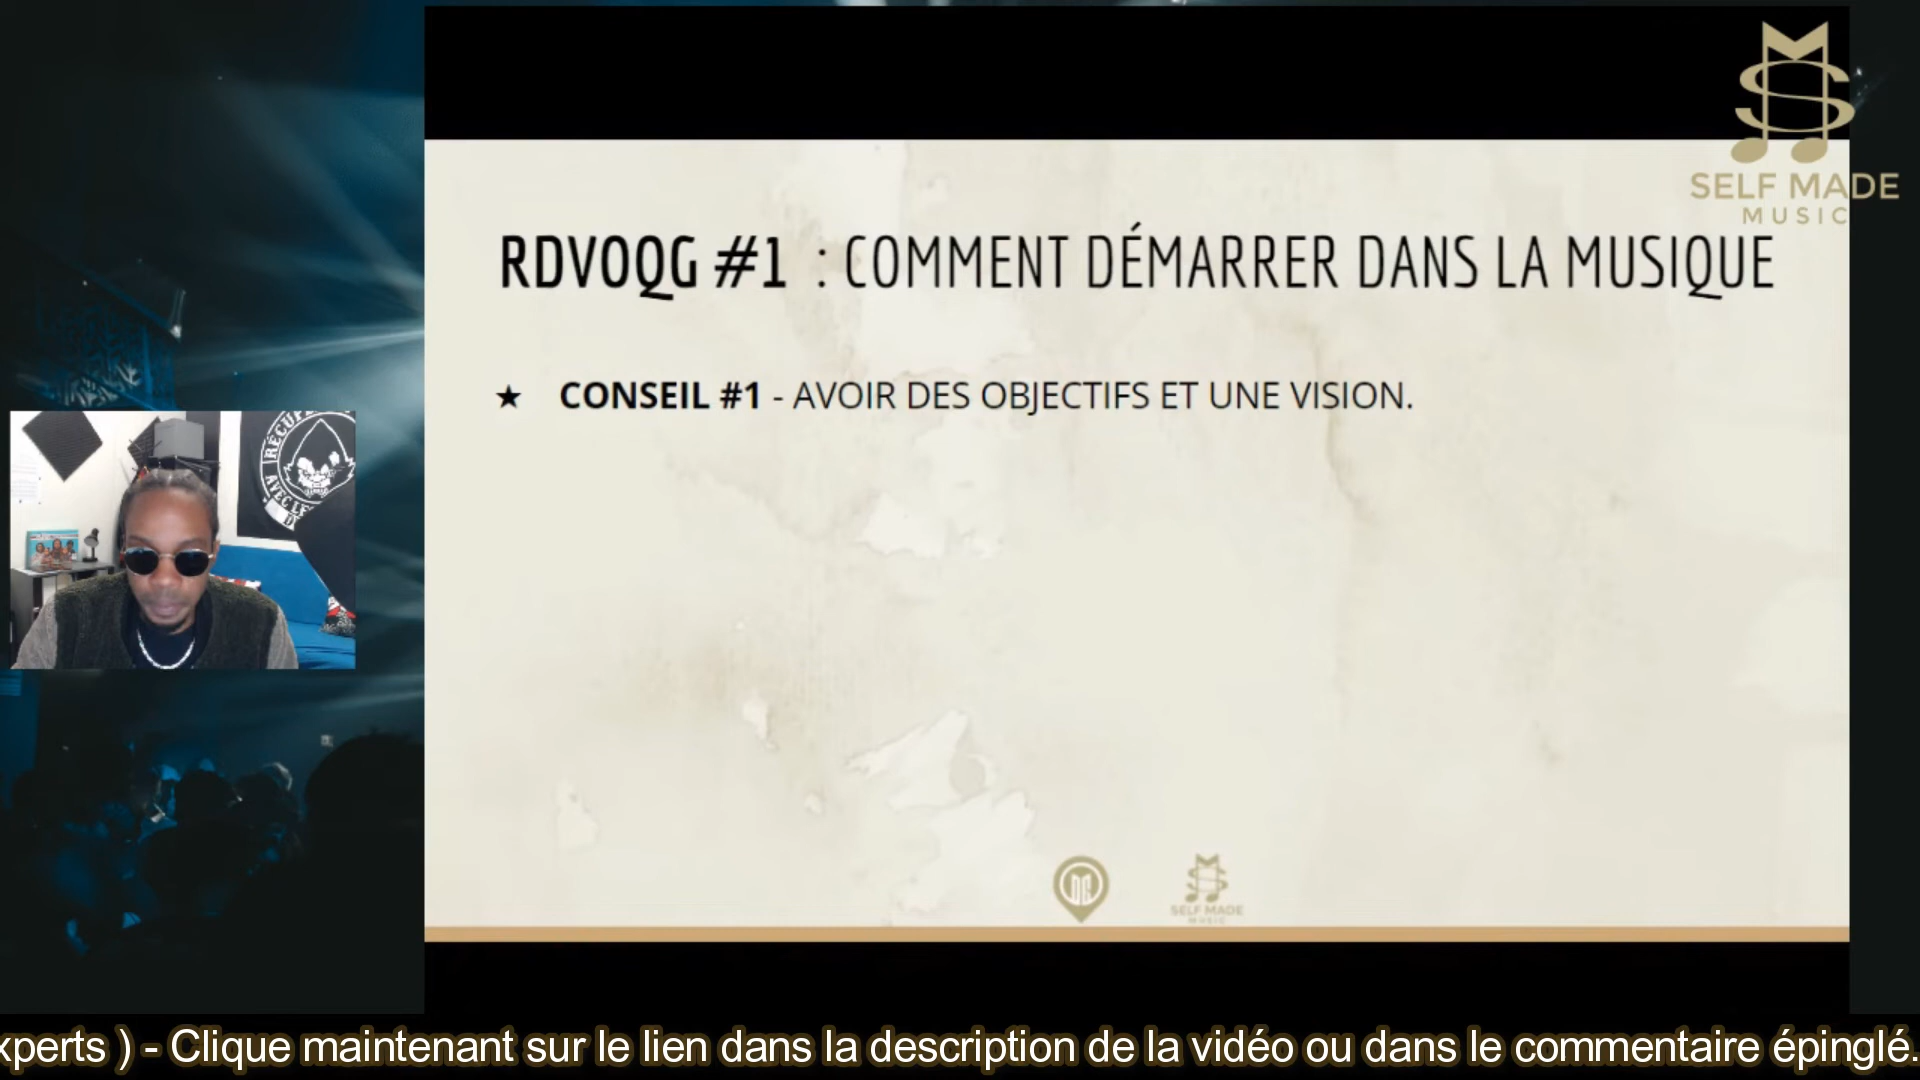 SELF MADE
MUSIC
RDVOQG #1 : COMMENT DÉMARRER DANS LA MUSIQUE
★ CONSEIL #1 - AVOIR DES OBJECTIFS ET UNE VISION.
SELF MADE
MUSIC
xperts ) - Clique maintenant sur le lien dans la description de la vidéo ou dans le commentaire épinglé.